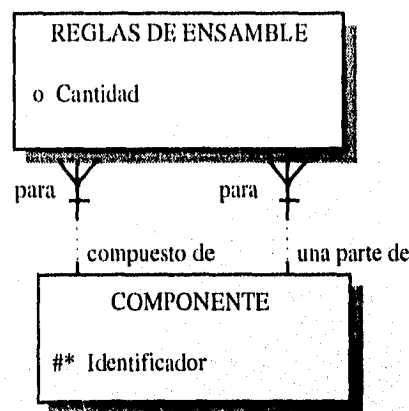 REGLAS DE ENSAMBLE
o Cantidad
para para
compuesto de una parte de
COMPONENTE
#* Identificador